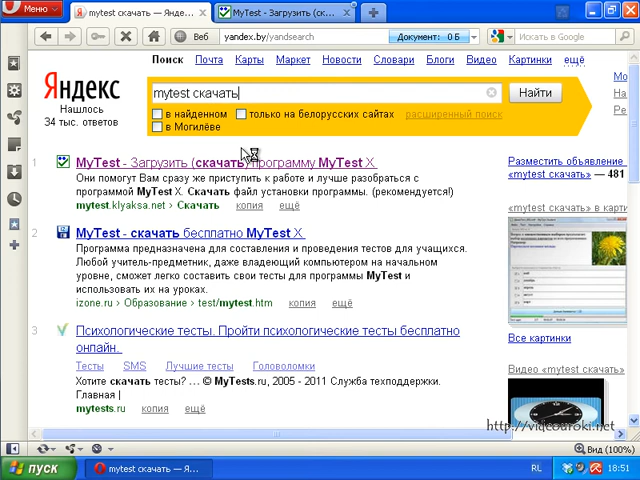 Меню
mytest скачать — Яндe...
MyTest - Загрузить (ск...
Веб
yandex.by/yandsearch
Документ: 0 Б
Искать в Google
Поиск Почта Карты Маркет Новости Словари Блоги Видео Картинки ещё
Яндекс
Нашлось
34 тыс. ответов
mytest скачать
Найти
в найденном
только на белорусских сайтах
расширенный поиск
в Могилёве
Мо
На
1
MyTest - Загрузить (скачать) программу MyTest X
Они помогут Вам сразу же приступить к работе и лучше разобраться с
программой MyTest X. Скачать файл установки программы. (рекомендуется!)
mytest.klyaksa.net › Скачать копия ещё
2
MyTest - скачать бесплатно MyTest X
Программа предназначена для составления и проведения тестов для учащихся.
Любой учитель-предметник, даже владеющий компьютером на начальном
уровне, сможет легко составить свои тесты для программы MyTest и
использовать их на уроках.
izone.ru › Образование › test/mytest.htm копия ещё
3
Психологические тесты. Пройти психологические тесты бесплатно
онлайн.
Тесты SMS Лучшие тесты Головоломки
Хотите скачать тесты? ... © MyTests.ru, 2005 - 2011 Служба техподдержки.
Главная |
mytests.ru копия ещё
Разместить объявление
«mytest скачать» — 481
«mytest скачать» в карти
Все картинки
Видео «mytest скачать»
http://videouroki.net
Вид (100%)
пуск
mytest скачать — Я...
RL
18:51